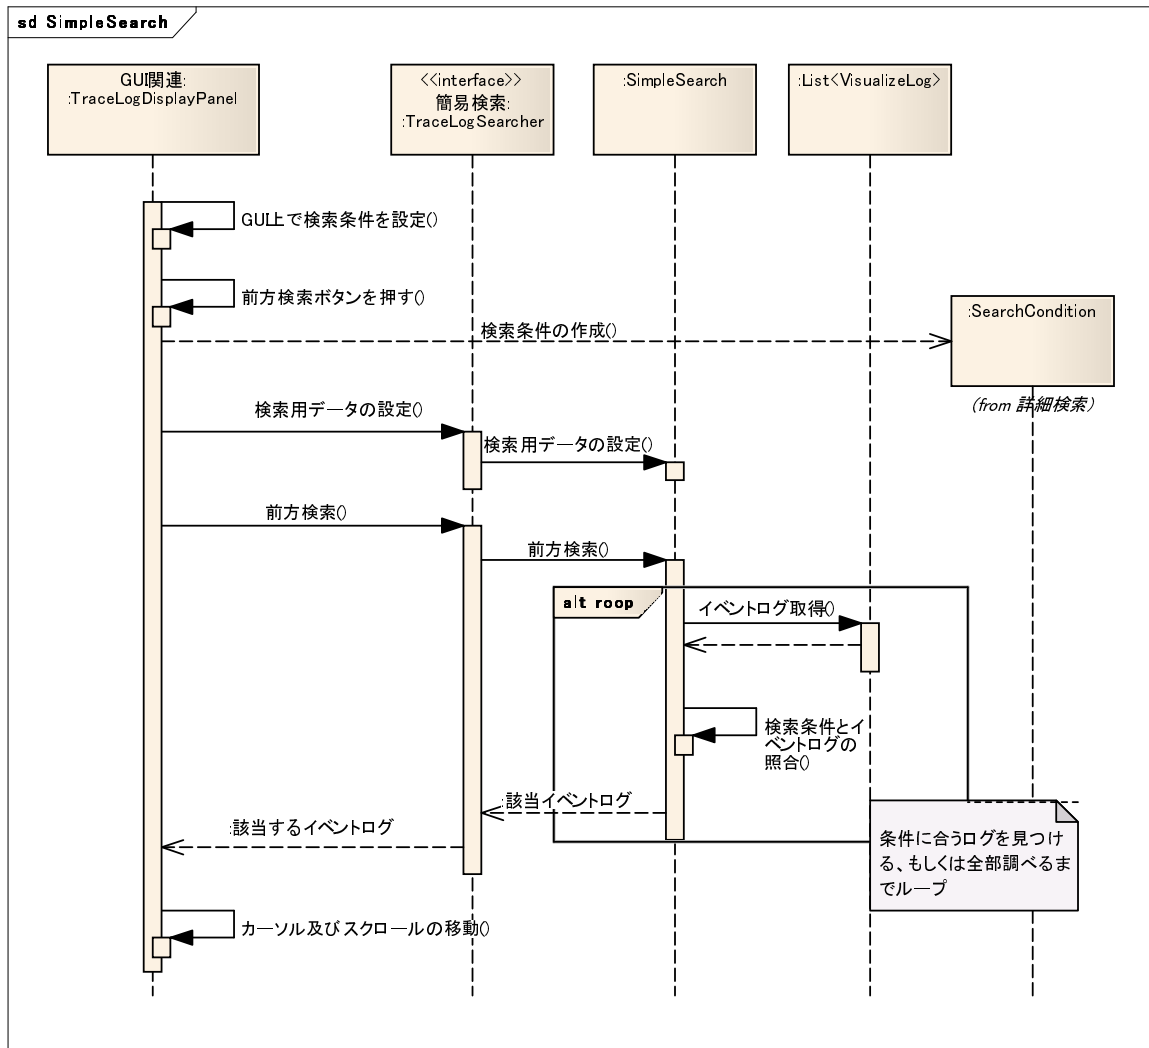 sd SimpleSearch
GUI関連:
:TraceLogDisplayPanel
<<interface>>
簡易検索:
:TraceLogSearcher
:SimpleSearch
:List<VisualizeLog>
GUI上で検索条件を設定()
前方検索ボタンを押す()
:SearchCondition
検索条件の作成()
(from 詳細検索)
検索用データの設定()
検索用データの設定()
前方検索()
前方検索()
alt roop
イベントログ取得()
検索条件とイ
ベントログの
照合()
:該当イベントログ
:該当するイベントログ
条件に合うログを見つけ
る、もしくは全部調べるま
でループ
カーソル及びスクロールの移動()